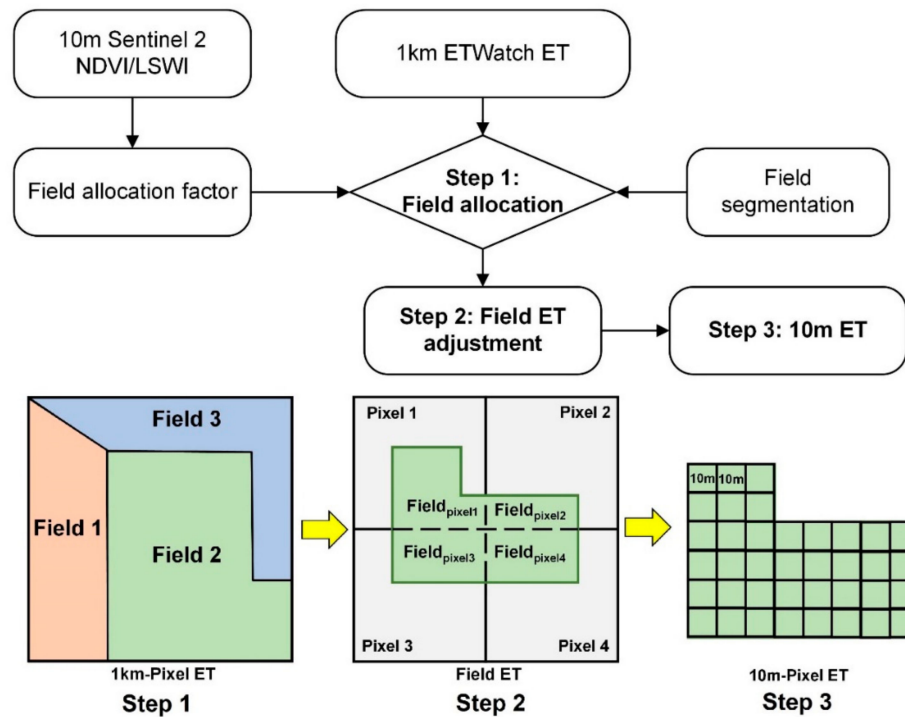 10m Sentinel 2
NDVI/LSWI
1km ETWatch ET
Field allocation factor
Step 1:
Field allocation
Field
segmentation
Step 2: Field ET
adjustment
Step 3: 10m ET
Field 3
Field 1
Field 2
1km-Pixel ET
Step 1
Pixel 1
Pixel 2
Fieldpixel1
Fieldpixel2
Fieldpixel3
Fieldpixel4
Pixel 3
Pixel 4
Field ET
Step 2
10m 10m
10m-Pixel ET
Step 3